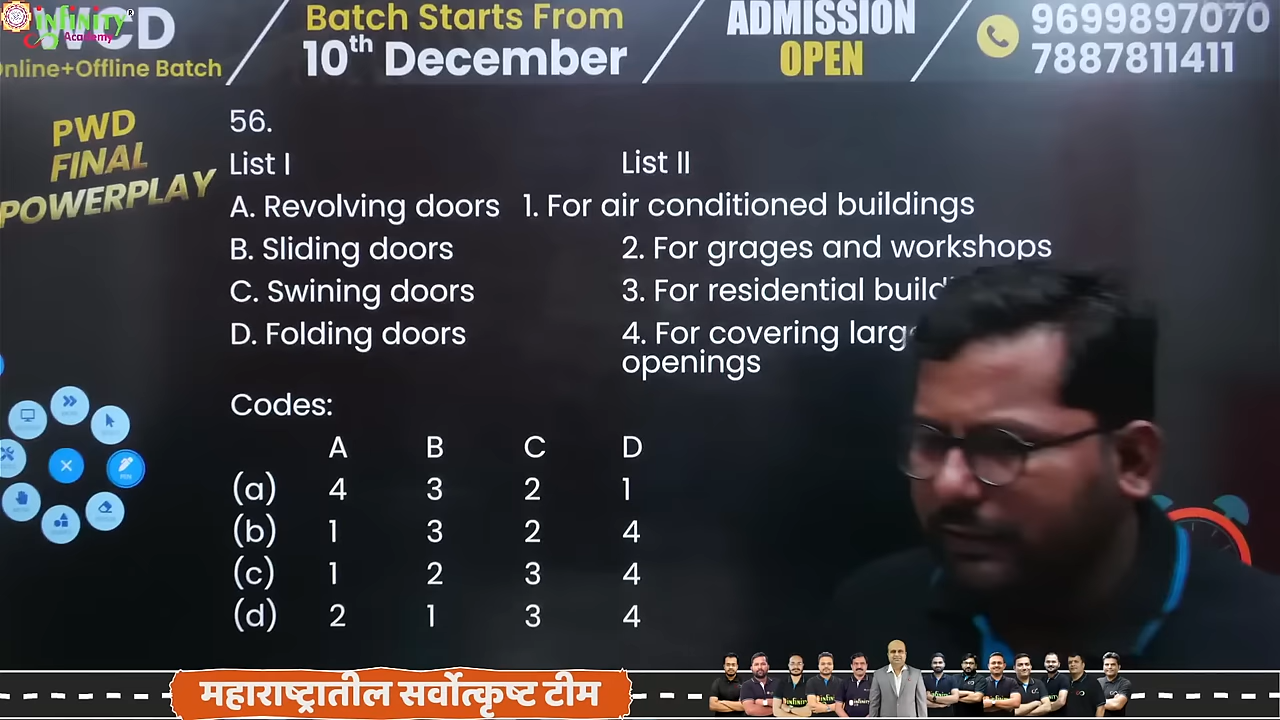 infinity
Academy
WCD
Online+Offline Batch
Batch Starts From
10th December
ADMISSION
OPEN
9699897070
7887811411
PWD
FINAL
POWERPLAY
56.
List I List II
A. Revolving doors 1. For air conditioned buildings
B. Sliding doors 2. For grages and workshops
C. Swining doors 3. For residential
D. Folding doors 4. For covering
openings
Codes:
A B C D
(a) 4 3 2 1
(b) 1 3 2 4
(c) 1 2 3 4
(d) 2 1 3 4
महाराष्ट्रातील सर्वोत्कृष्ट टीम